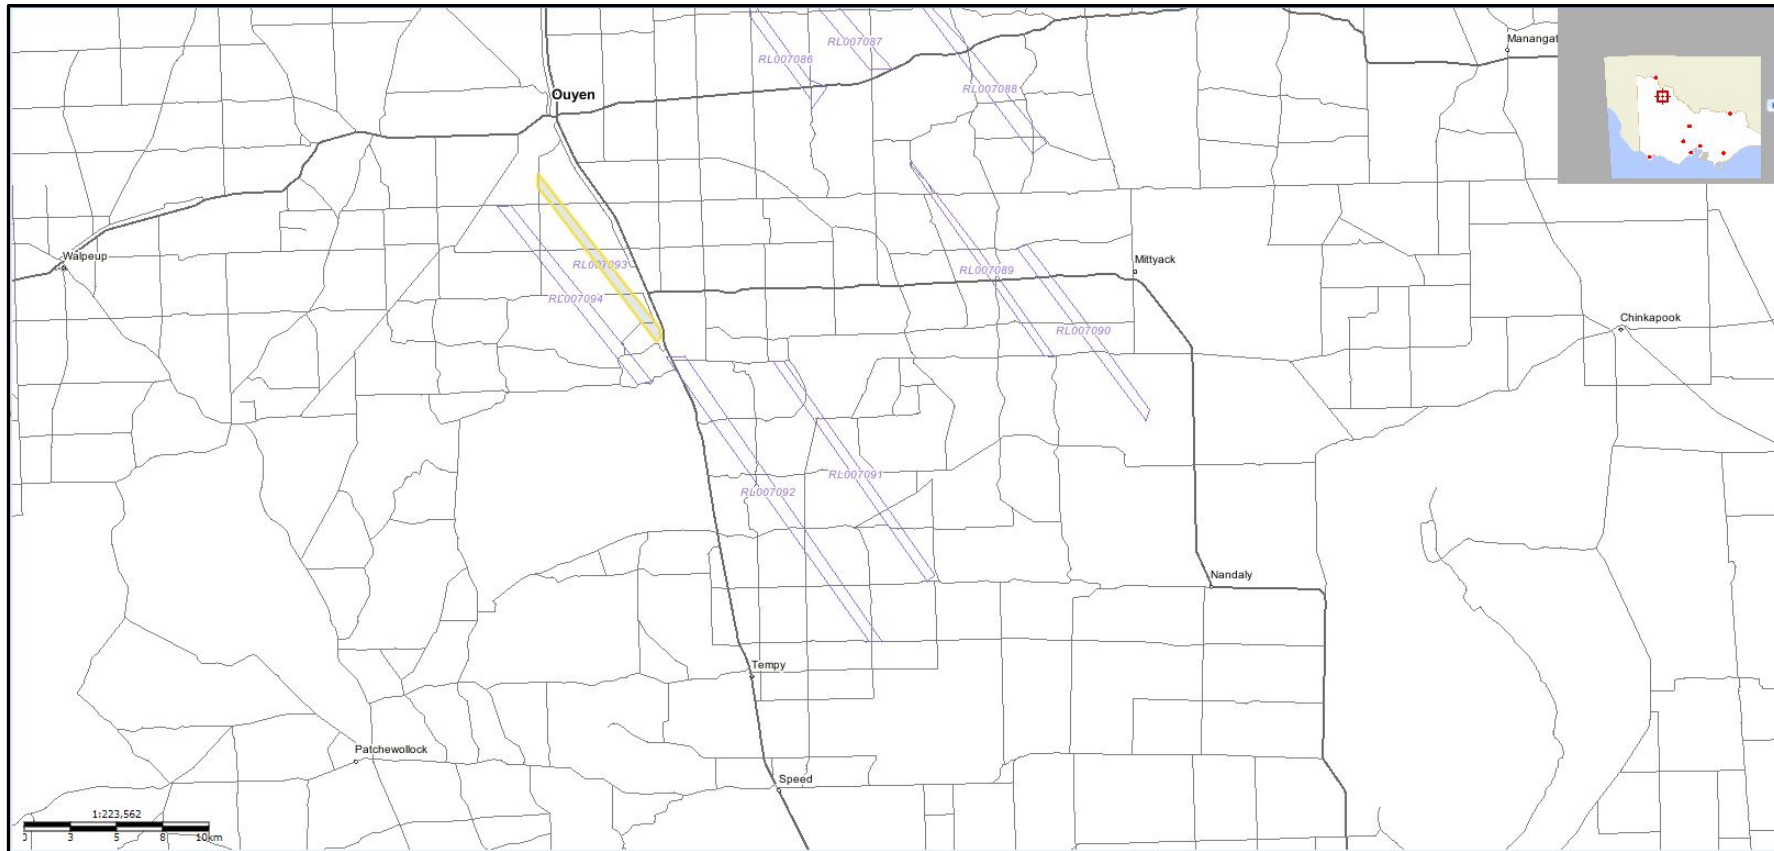 RL007087
Manangat
RL007086
RL007088
Ouyen
Walpeup
RL007093
Mittyack
RL007089
RL007094
Chinkapook
RL007090
RL007091
RL007092
Nandaly
Tempy
Patchewollock
Speed
1:223,562
0 3 5 8 10km